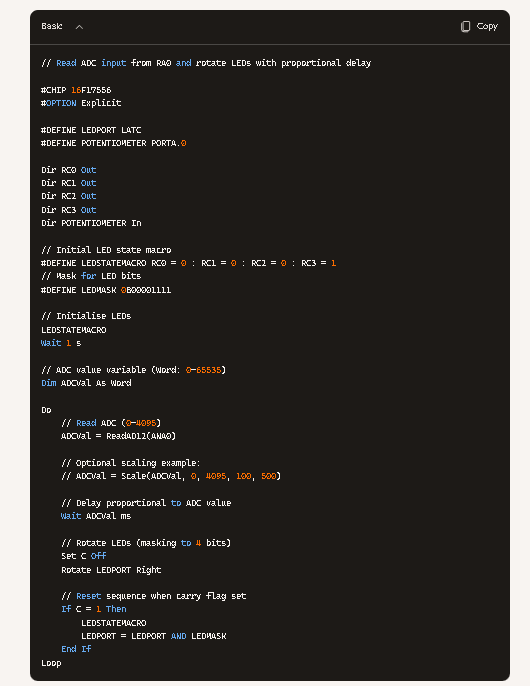 Basic
Copy
// Read ADC input from RA0 and rotate LEDs with proportional delay
#CHIP 16F17556
#OPTION Explicit
#DEFINE LEDPORT LATC
#DEFINE POTENTIOMETER PORTA.0
Dir RC0 Out
Dir RC1 Out
Dir RC2 Out
Dir RC3 Out
Dir POTENTIOMETER In
// Initial LED state macro
#DEFINE LEDSTATEMACRO RC0 = 0 : RC1 = 0 : RC2 = 0 : RC3 = 1
// Mask for LED bits
#DEFINE LEDMASK 0B00001111
// Initialise LEDs
LEDSTATEMACRO
Wait 1 s
// ADC value variable (Word: 0-65535)
Dim ADCVal As Word
Do
// Read ADC (0-4095)
ADCVal = ReadAD12(ANA0)
// Optional scaling example:
// ADCVal = Scale(ADCVal, 0, 4095, 100, 500)
// Delay proportional to ADC value
Wait ADCVal ms
// Rotate LEDs (masking to 4 bits)
Set C Off
Rotate LEDPORT Right
// Reset sequence when carry flag set
If C = 1 Then
LEDSTATEMACRO
LEDPORT = LEDPORT AND LEDMASK
End If
Loop